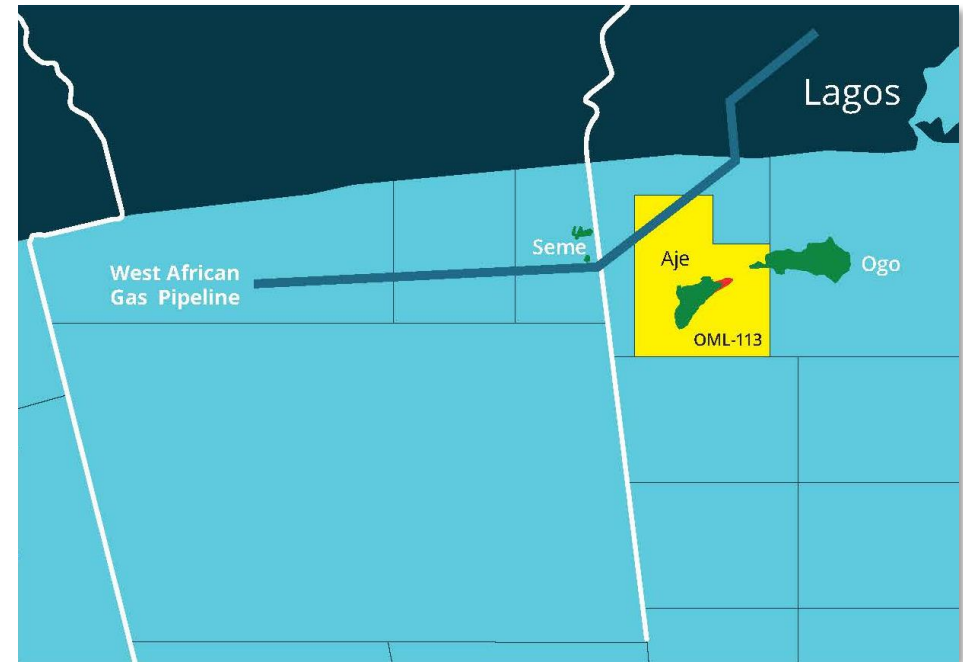 Lagos
Seme
Aje
Ogo
West African
Gas Pipeline
OML-113